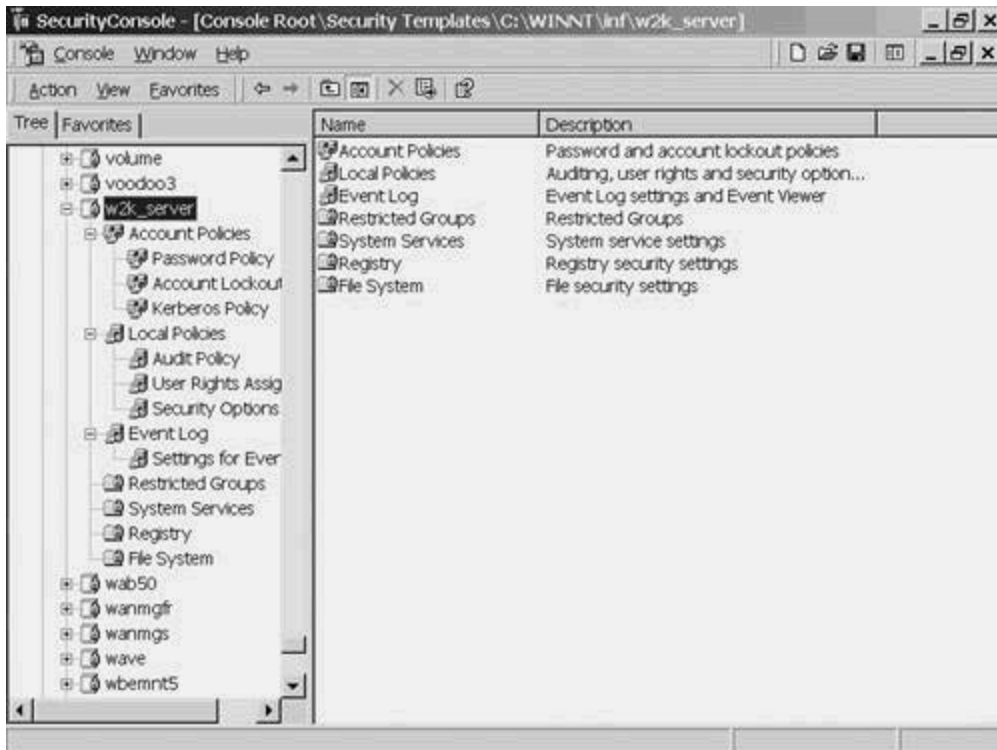 SecurityConsole - [Console Root\Security Templates\C:\WINNT\inf\w2k_server]
Console Window Help
Action View Favorites
Tree Favorites
volume
voodoo3
w2k_server
Account Policies
Password Policy
Account Lockout
Kerberos Policy
Local Policies
Audit Policy
User Rights Assig
Security Options
Event Log
Settings for Ever
Restricted Groups
System Services
Registry
File System
wab50
wanmgfr
wanmgs
wave
wbemnt5
Name Description
Account Policies Password and account lockout policies
Local Policies Auditing, user rights and security option...
Event Log Event Log settings and Event Viewer
Restricted Groups Restricted Groups
System Services System service settings
Registry Registry security settings
File System File security settings